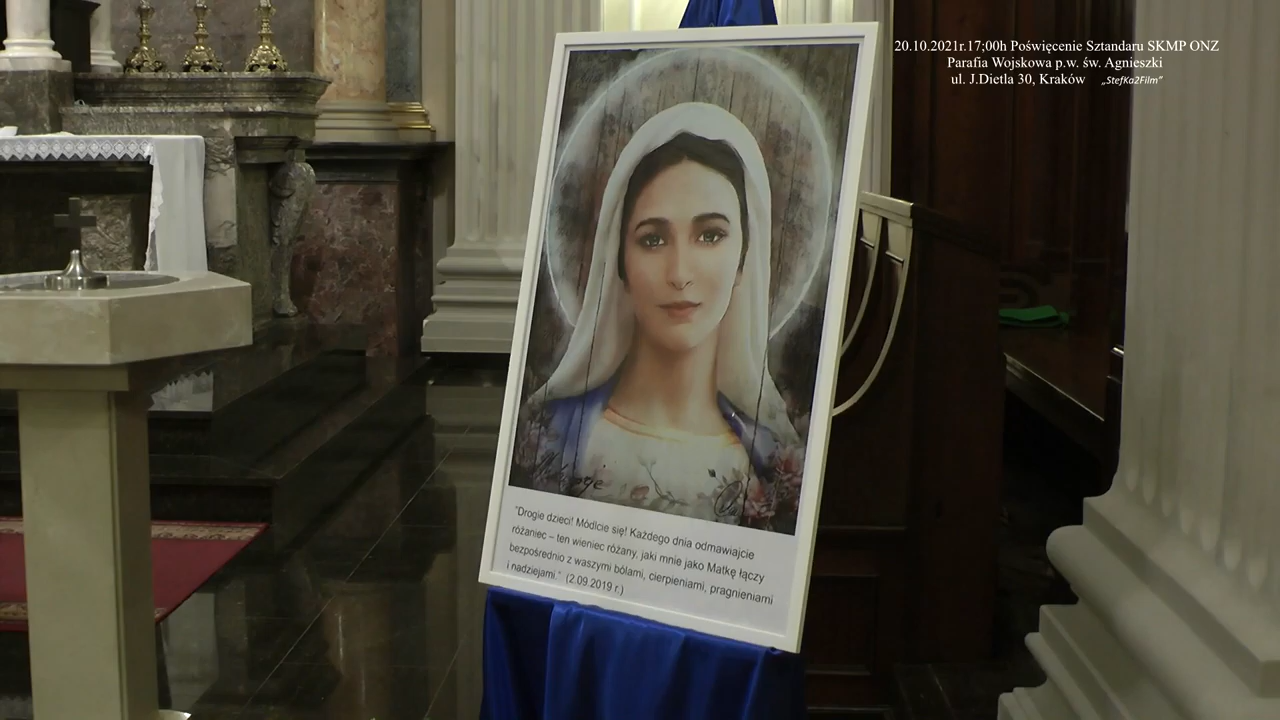 20.10.2021r.17;00h Poświęcenie Sztandaru SKMP ONZ
Parafia Wojskowa p.w. św. Agnieszki
ul. J.Dietla 30, Kraków „StefKa2Film”
"Drogie dzieci! Módlcie się! Każdego dnia odmawiajcie
różaniec – ten wieniec różany, jaki mnie jako Matkę łączy
bezpośrednio z waszymi bólami, cierpieniami, pragnieniami
i nadziejami." (2.09.2019 r.)